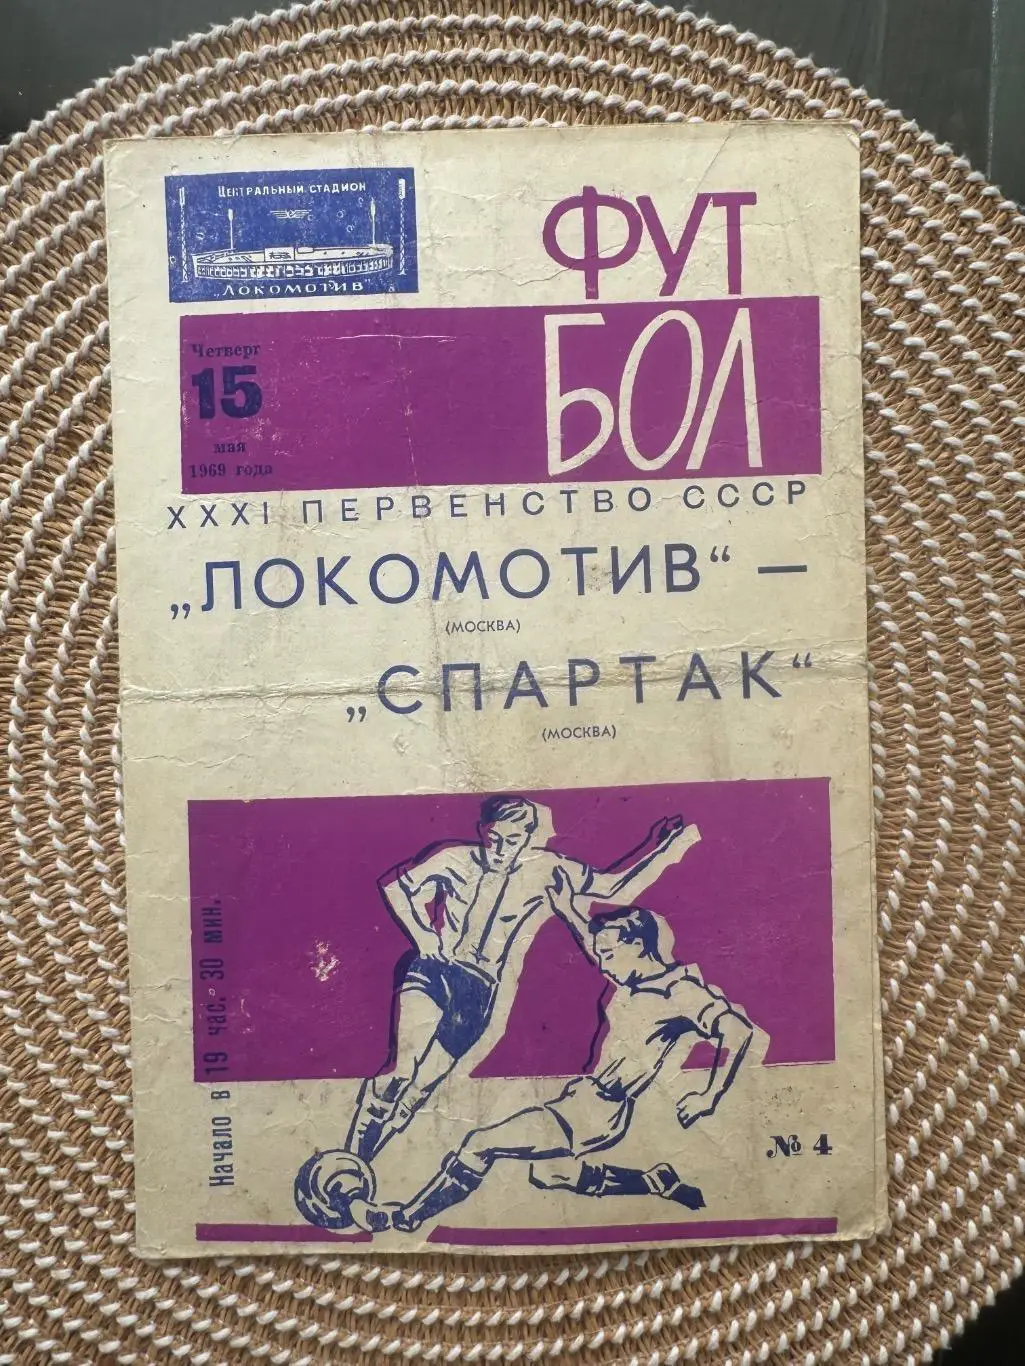 ЦЕНТРАЛЬНЫЙ СТАДИОН
„ЛОКОМОТИВ"
ФУТ
БОЛ
Четверг
15
мая
1969 года
XXXI ПЕРВЕНСТВО СССР
„ЛОКОМОТИВ“ —
(МОСКВА)
„СПАРТАК“
(МОСКВА)
Начало в 19 час. 30 мин.
№ 4